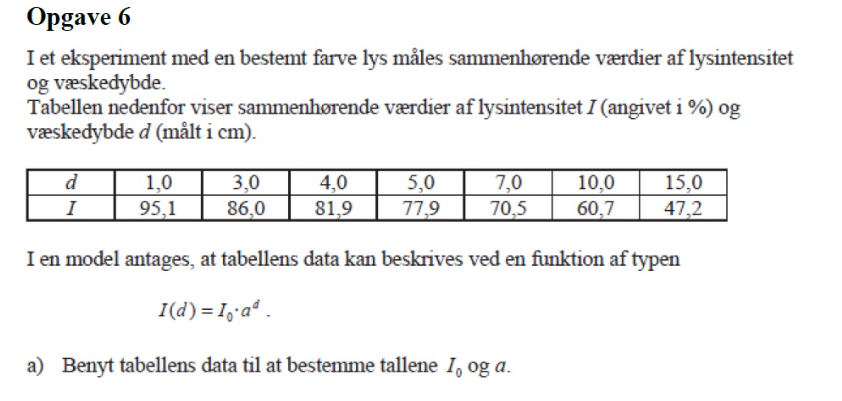 Opgave 6
I et eksperiment med en bestemt farve lys måles sammenhørende værdier af lysintensitet
og væskedybde.
Tabellen nedenfor viser sammenhørende værdier af lysintensitet I (angivet i %) og
væskedybde d (målt i cm).
d 1,0 3,0 4,0 5,0 7,0 10,0 15,0
I 95,1 86,0 81,9 77,9 70,5 60,7 47,2
I en model antages, at tabellens data kan beskrives ved en funktion af typen
I(d) = I₀·aᵈ .
a) Benyt tabellens data til at bestemme tallene I₀ og a.